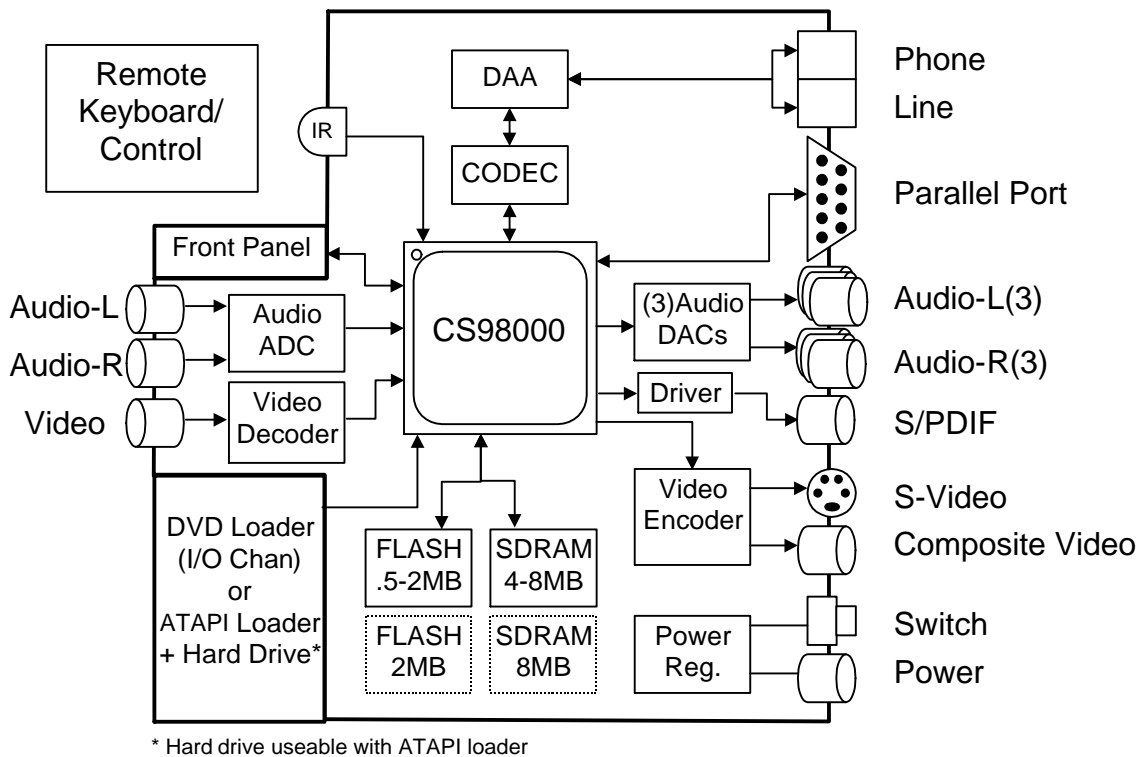 Remote
Keyboard/
Control
IR
DAA
CODEC
Phone
Line
Parallel Port
Front Panel
Audio-L
Audio-R
Video
Audio
ADC
Video
Decoder
CS98000
(3)Audio
DACs
Driver
Audio-L(3)
Audio-R(3)
S/PDIF
Video
Encoder
S-Video
Composite Video
DVD Loader
(I/O Chan)
or
ATAPI Loader
+ Hard Drive*
FLASH
.5-2MB
SDRAM
4-8MB
FLASH
2MB
SDRAM
8MB
Power
Reg.
Switch
Power
* Hard drive useable with ATAPI loader